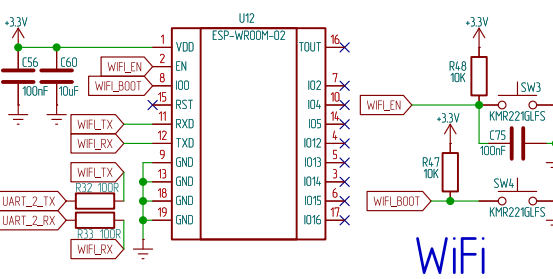 +3.3V
C56
100nF
C60
10uF
U12
ESP-WROOM-02
WIFI_EN
WIFI_BOOT
WIFI_TX
WIFI_RX
1 VDD
2 EN
8 IO0
15 RST
11 RXD
12 TXD
9 GND
13 GND
18 GND
19 GND
TOUT 16
IO2 7
IO4 10
IO5 14
IO12 4
IO13 5
IO14 3
IO15 6
IO16 17
WIFI_TX
UART_2_TX
R32 100R
UART_2_RX
R33 100R
WIFI_RX
+3.3V
R48
10K
WIFI_EN
SW3
KMR221GLFS
C75
100nF
+3.3V
R47
10K
WIFI_BOOT
SW4
KMR221GLFS
WiFi